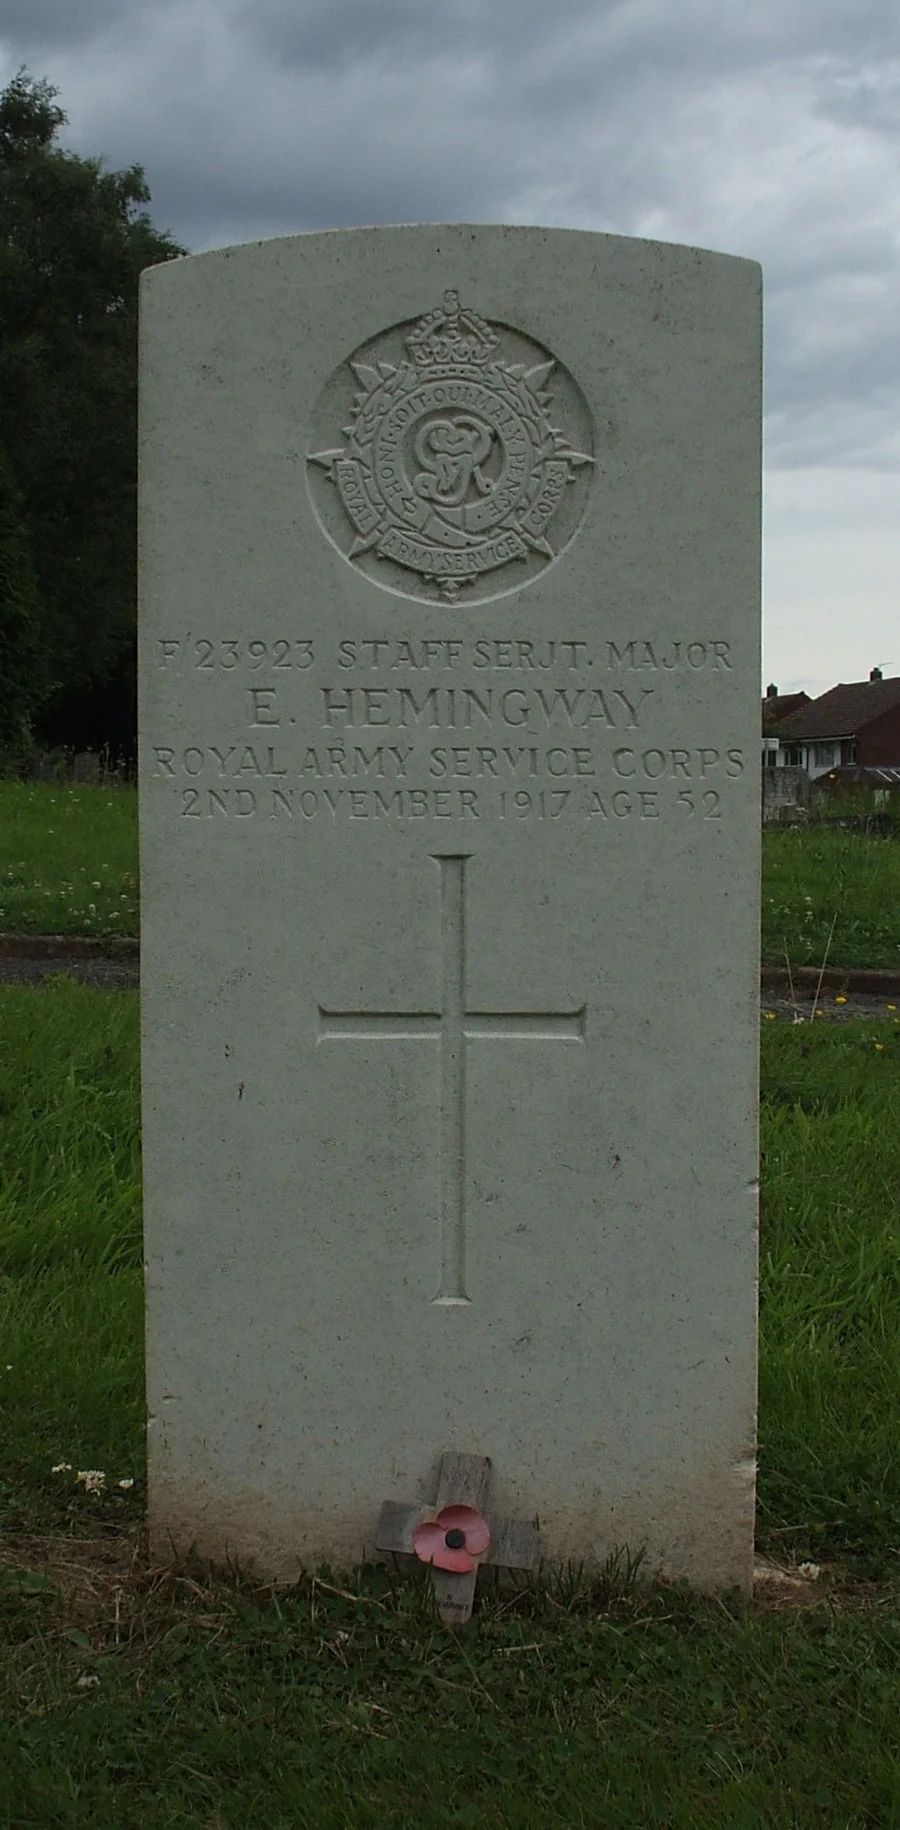 HONI·SOIT·QUI·MAL·Y·PENSE
ROYAL ARMY SERVICE CORPS
F/23923 STAFF SERJT. MAJOR
E. HEMINGWAY
ROYAL ARMY SERVICE CORPS
2ND NOVEMBER 1917 AGE 52